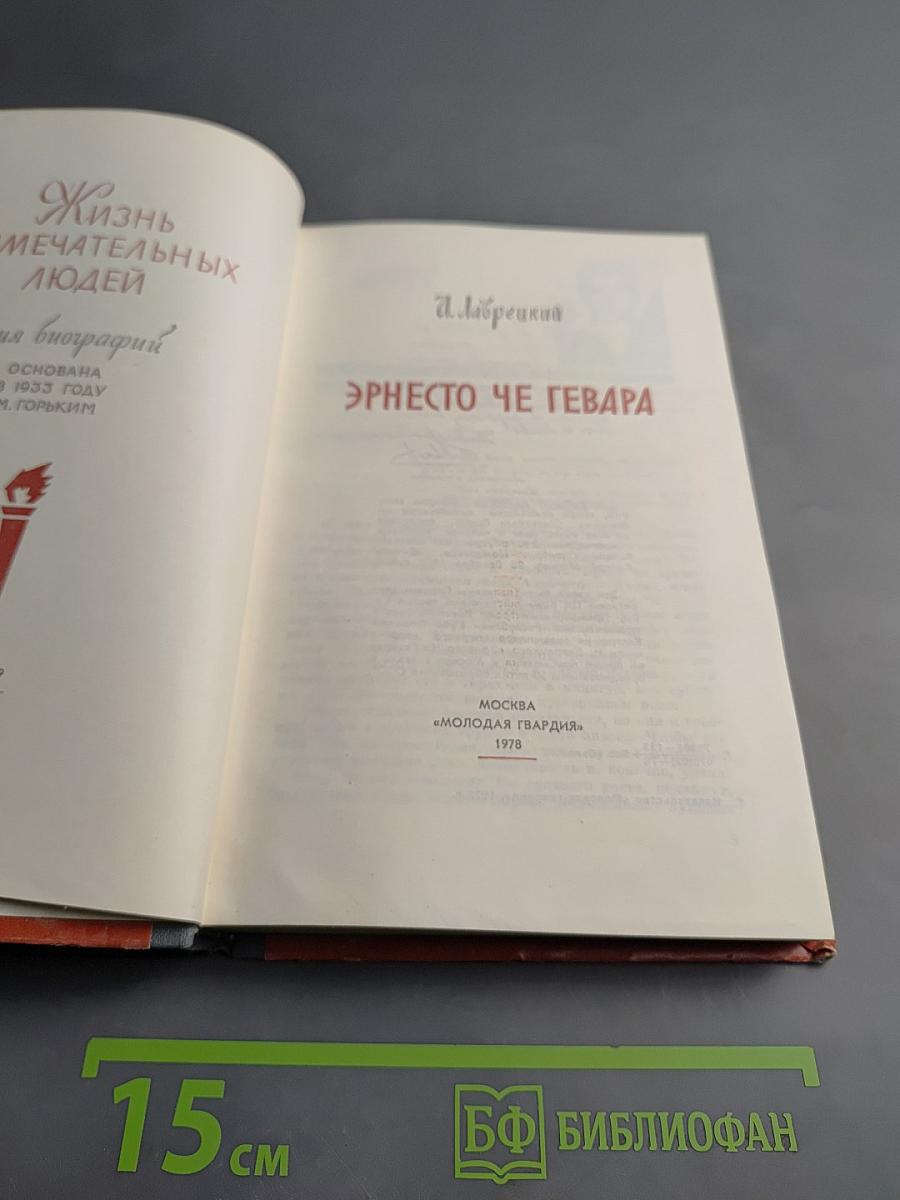 Жизнь
мечательных
людей
ия биографий
ОСНОВАНА
В 1933 ГОДУ
М. ГОРЬКИМ
И. Лаврецкий
ЭРНЕСТО ЧЕ ГЕВАРА
МОСКВА
«МОЛОДАЯ ГВАРДИЯ»
1978
15 см
БФ БИБЛИОФАН